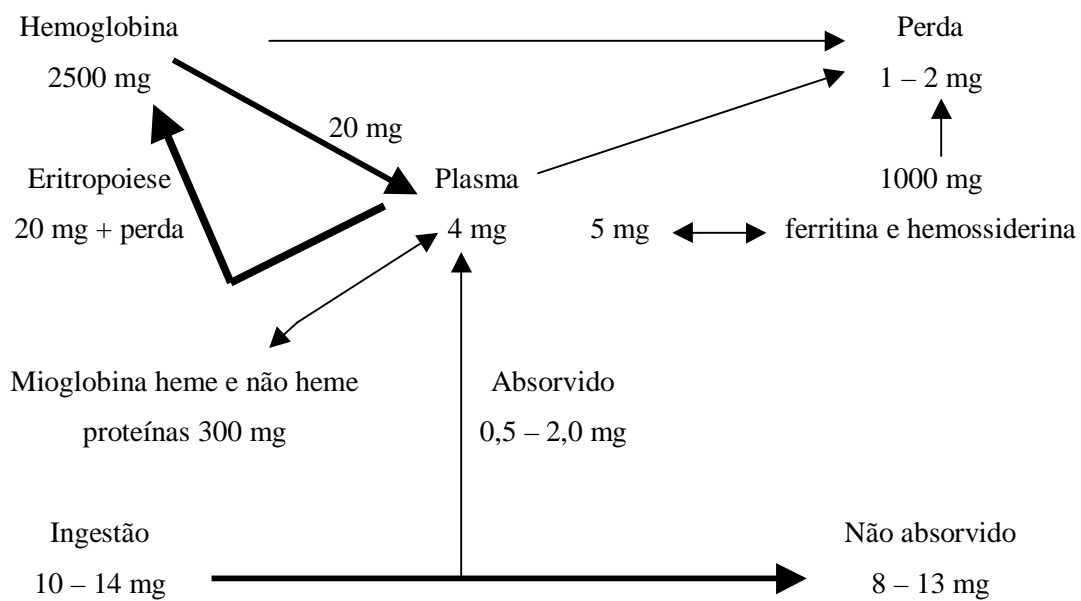 Hemoglobina
2500 mg
Perda
1 – 2 mg
20 mg
Eritropoiese
20 mg + perda
Plasma
4 mg
5 mg
1000 mg
ferritina e hemossiderina
Mioglobina heme e não heme
proteínas 300 mg
Absorvido
0,5 – 2,0 mg
Ingestão
10 – 14 mg
Não absorvido
8 – 13 mg